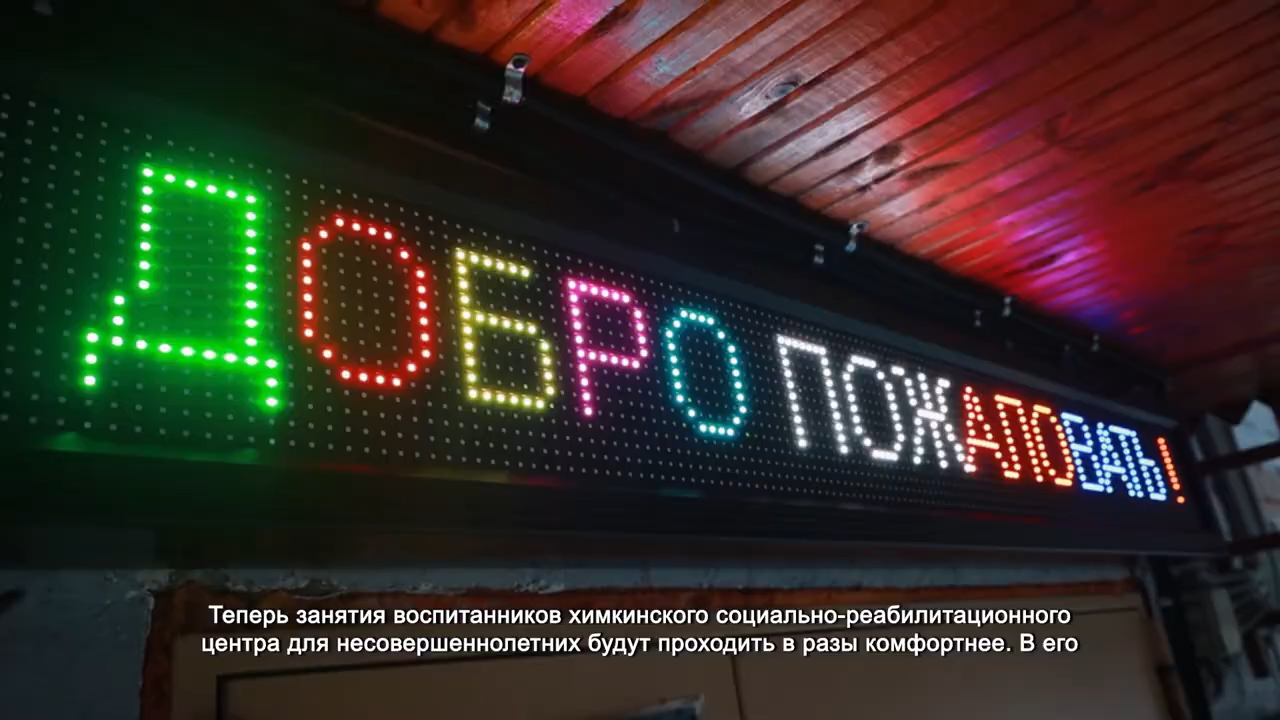 ДОБРО ПОЖАЛОВАТЬ!
Теперь занятия воспитанников химкинского социально-реабилитационного
центра для несовершеннолетних будут проходить в разы комфортнее. В его